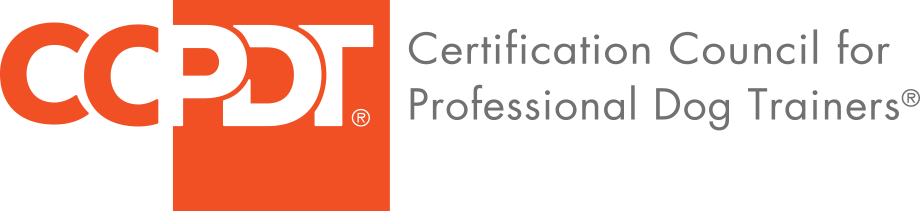 CCPDT®
Certification Council for
Professional Dog Trainers®